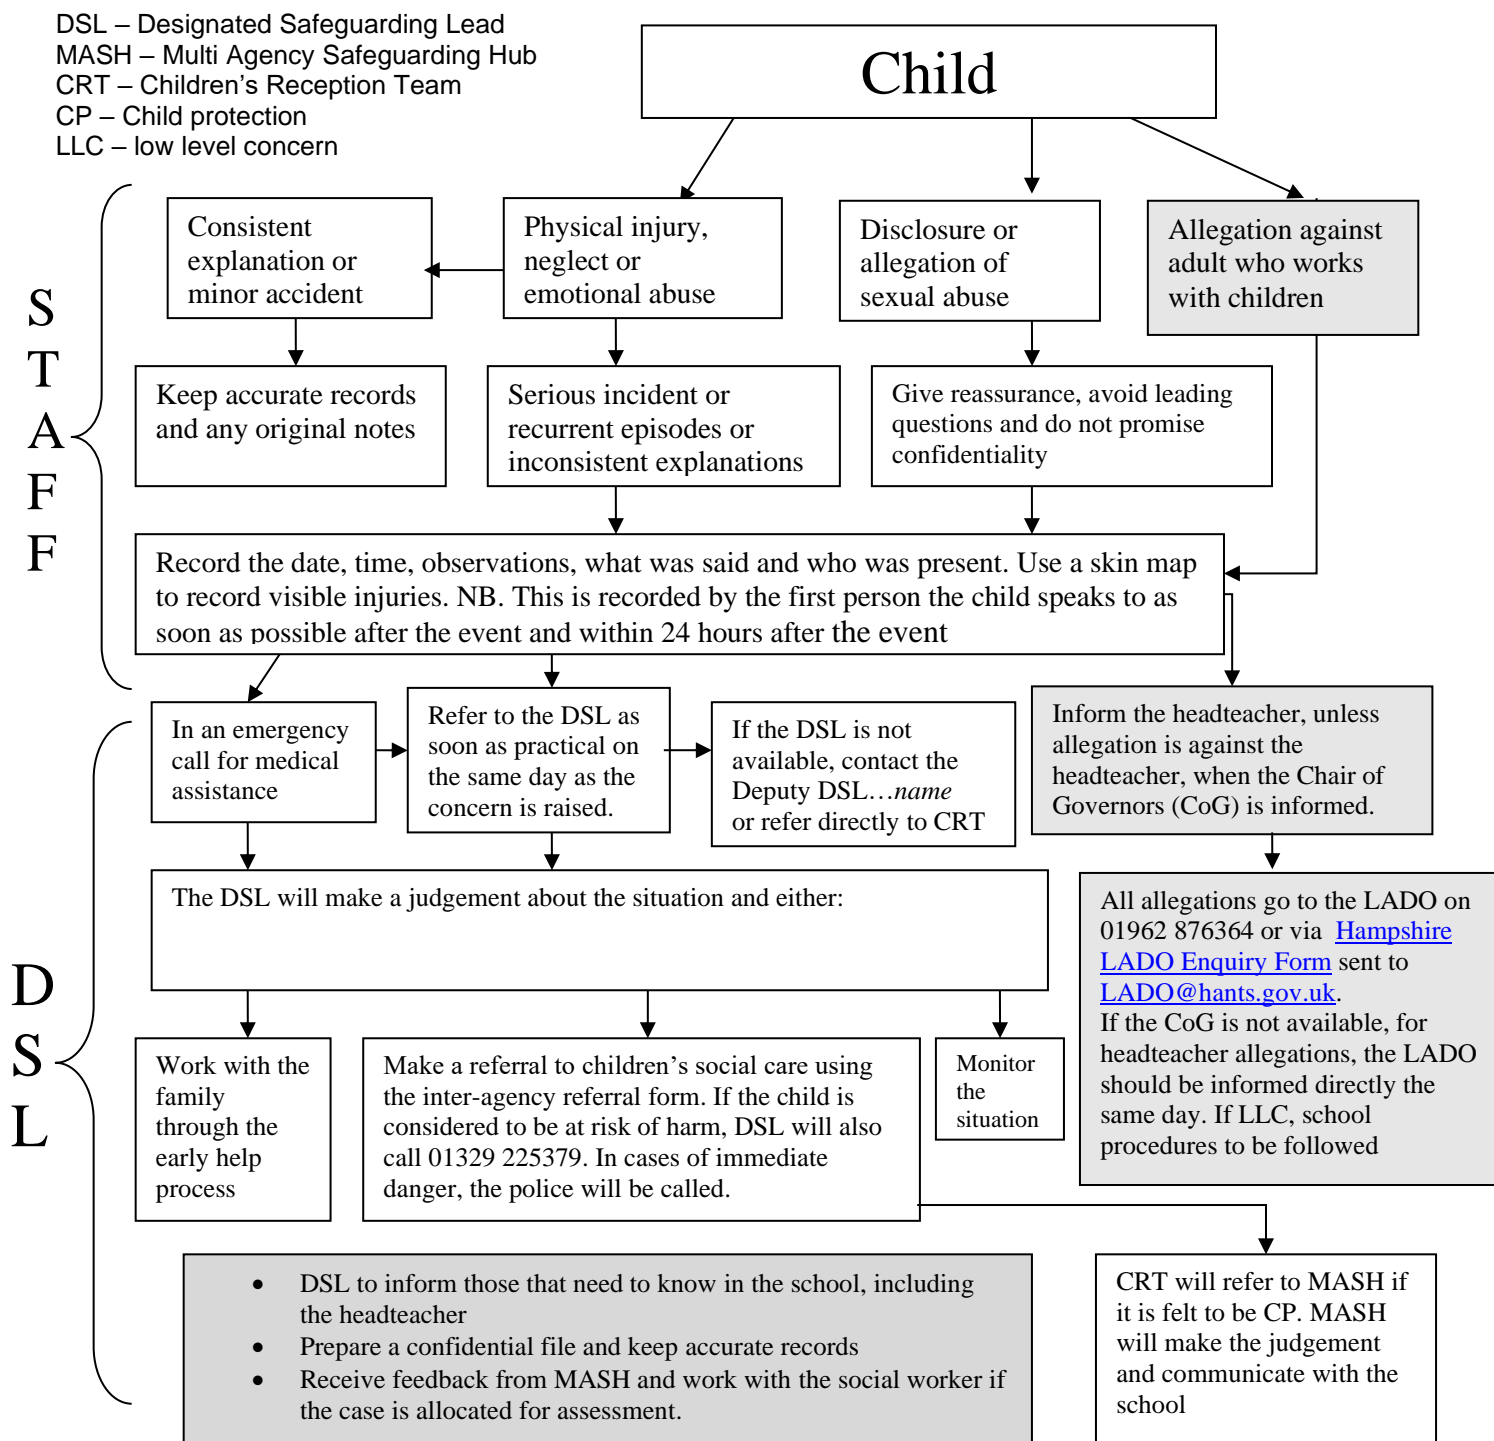 DSL – Designated Safeguarding Lead
MASH – Multi Agency Safeguarding Hub
CRT – Children's Reception Team
CP – Child protection
LLC – low level concern
Child
S
T
A
F
F
Consistent
explanation or
minor accident
Physical injury,
neglect or
emotional abuse
Disclosure or
allegation of
sexual abuse
Allegation against
adult who works
with children
Keep accurate records
and any original notes
Serious incident or
recurrent episodes or
inconsistent explanations
Give reassurance, avoid leading
questions and do not promise
confidentiality
Record the date, time, observations, what was said and who was present. Use a skin map
to record visible injuries. NB. This is recorded by the first person the child speaks to as
soon as possible after the event and within 24 hours after the event
D
S
L
In an emergency
call for medical
assistance
Refer to the DSL as
soon as practical on
the same day as the
concern is raised.
If the DSL is not
available, contact the
Deputy DSL…name
or refer directly to CRT
Inform the headteacher, unless
allegation is against the
headteacher, when the Chair of
Governors (CoG) is informed.
The DSL will make a judgement about the situation and either:
All allegations go to the LADO on
01962 876364 or via Hampshire
LADO Enquiry Form sent to
LADO@hants.gov.uk.
If the CoG is not available, for
headteacher allegations, the LADO
should be informed directly the
same day. If LLC, school
procedures to be followed
Work with the
family
through the
early help
process
Make a referral to children's social care using
the inter-agency referral form. If the child is
considered to be at risk of harm, DSL will also
call 01329 225379. In cases of immediate
danger, the police will be called.
Monitor
the
situation
• DSL to inform those that need to know in the school, including
the headteacher
• Prepare a confidential file and keep accurate records
• Receive feedback from MASH and work with the social worker if
the case is allocated for assessment.
CRT will refer to MASH if
it is felt to be CP. MASH
will make the judgement
and communicate with the
school